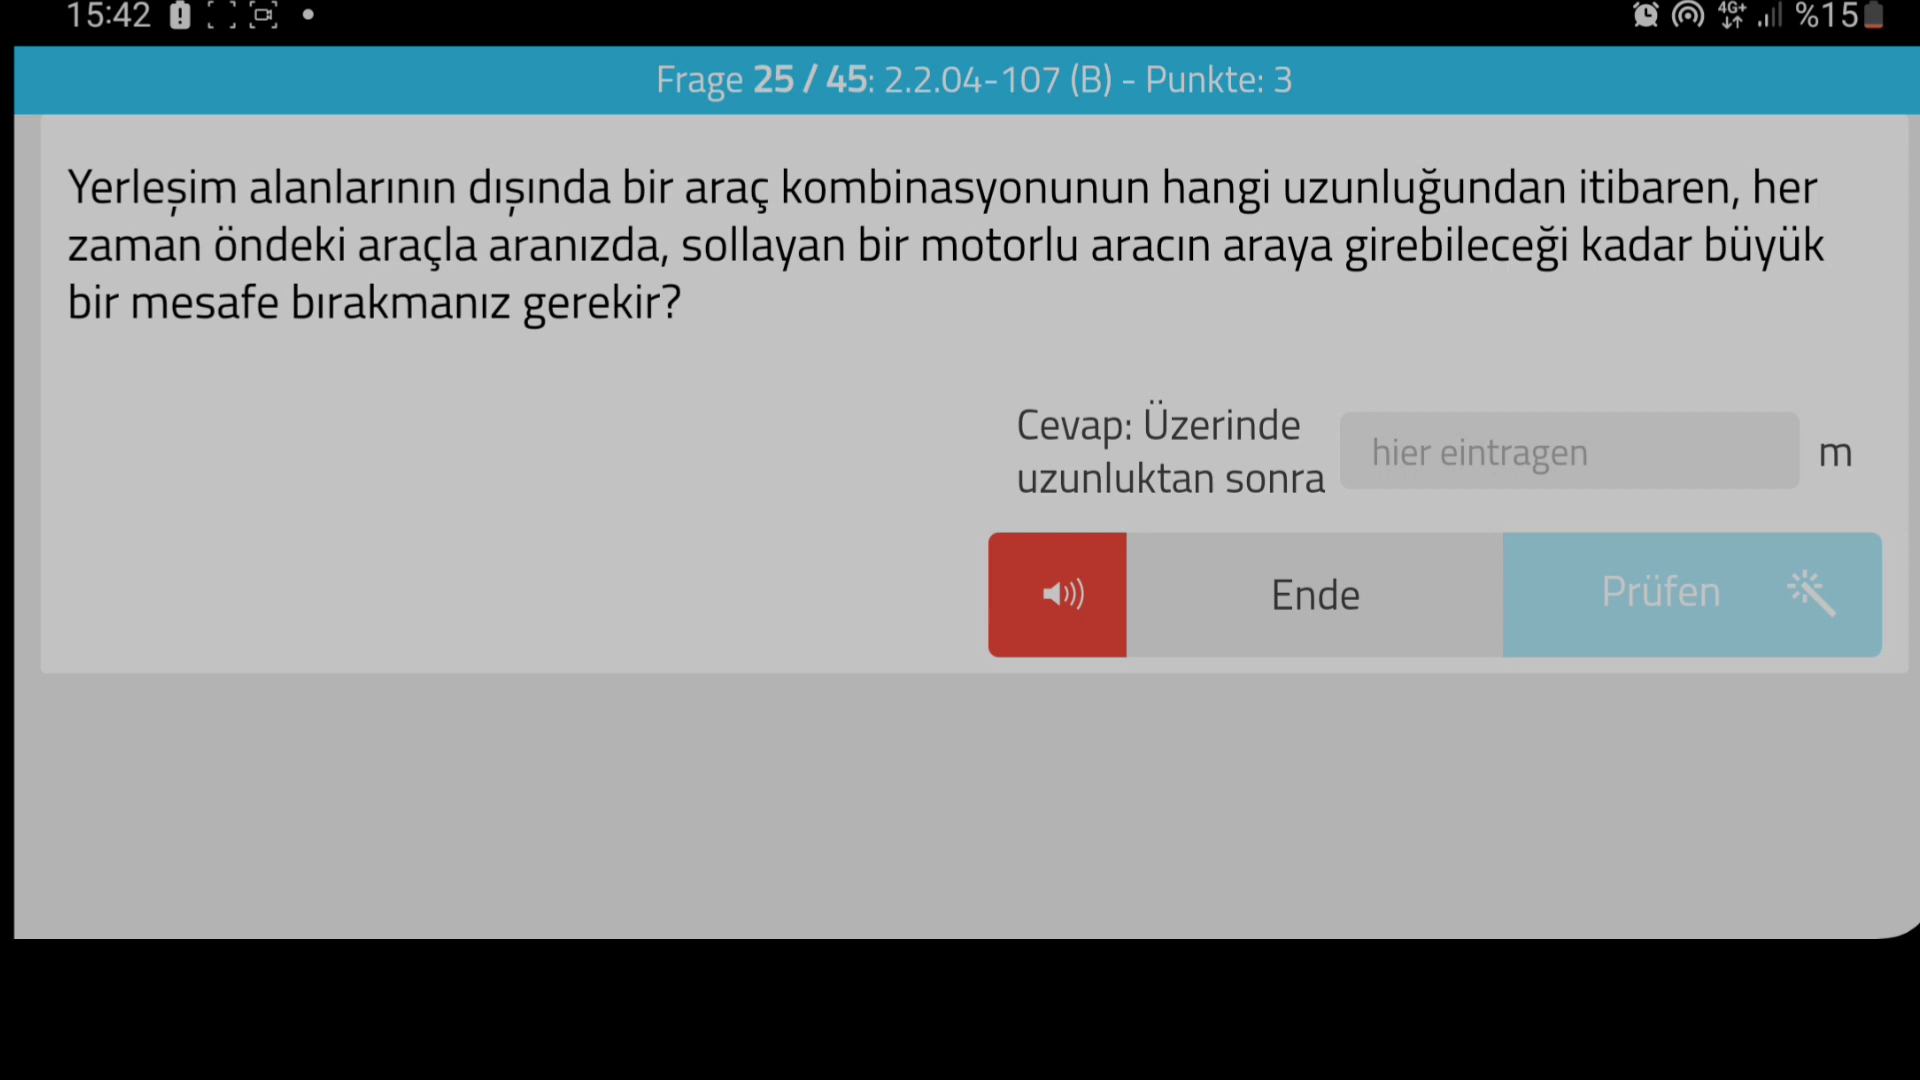 15:42
4G+ %15
Frage 25 / 45: 2.2.04-107 (B) - Punkte: 3
Yerleşim alanlarının dışında bir araç kombinasyonunun hangi uzunluğundan itibaren, her
zaman öndeki araçla aranızda, sollayan bir motorlu aracın araya girebileceği kadar büyük
bir mesafe bırakmanız gerekir?
Cevap: Üzerinde
uzunluktan sonra
hier eintragen
m
Ende
Prüfen